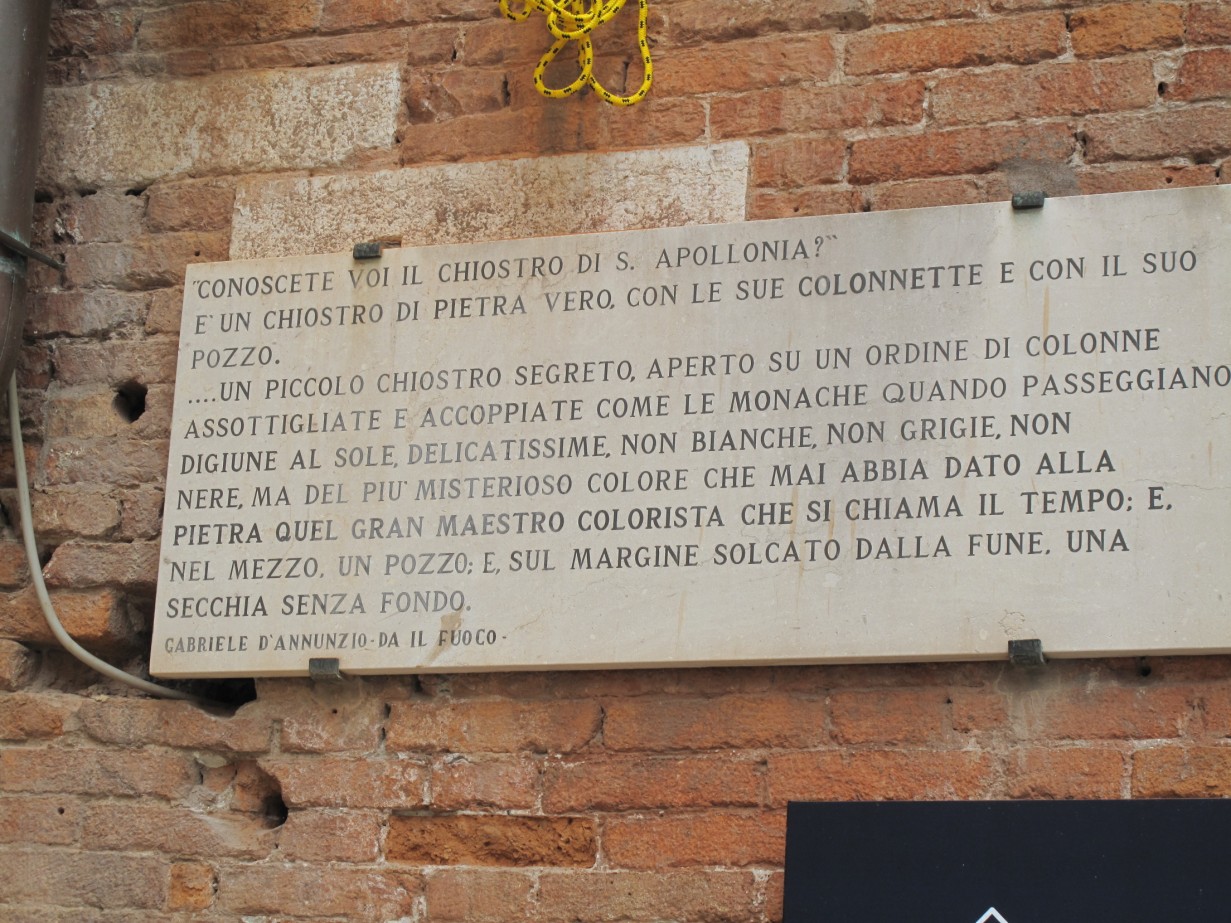 "CONOSCETE VOI IL CHIOSTRO DI S. APOLLONIA?"
E' UN CHIOSTRO DI PIETRA VERO, CON LE SUE COLONNETTE E CON IL SUO
POZZO.
....UN PICCOLO CHIOSTRO SEGRETO, APERTO SU UN ORDINE DI COLONNE
ASSOTTIGLIATE E ACCOPPIATE COME LE MONACHE QUANDO PASSEGGIANO
DIGIUNE AL SOLE, DELICATISSIME, NON BIANCHE, NON GRIGIE, NON
NERE, MA DEL PIU' MISTERIOSO COLORE CHE MAI ABBIA DATO ALLA
PIETRA QUEL GRAN MAESTRO COLORISTA CHE SI CHIAMA IL TEMPO; E,
NEL MEZZO, UN POZZO; E, SUL MARGINE SOLCATO DALLA FUNE, UNA
SECCHIA SENZA FONDO.
GABRIELE D'ANNUNZIO-DA IL FUOCO-